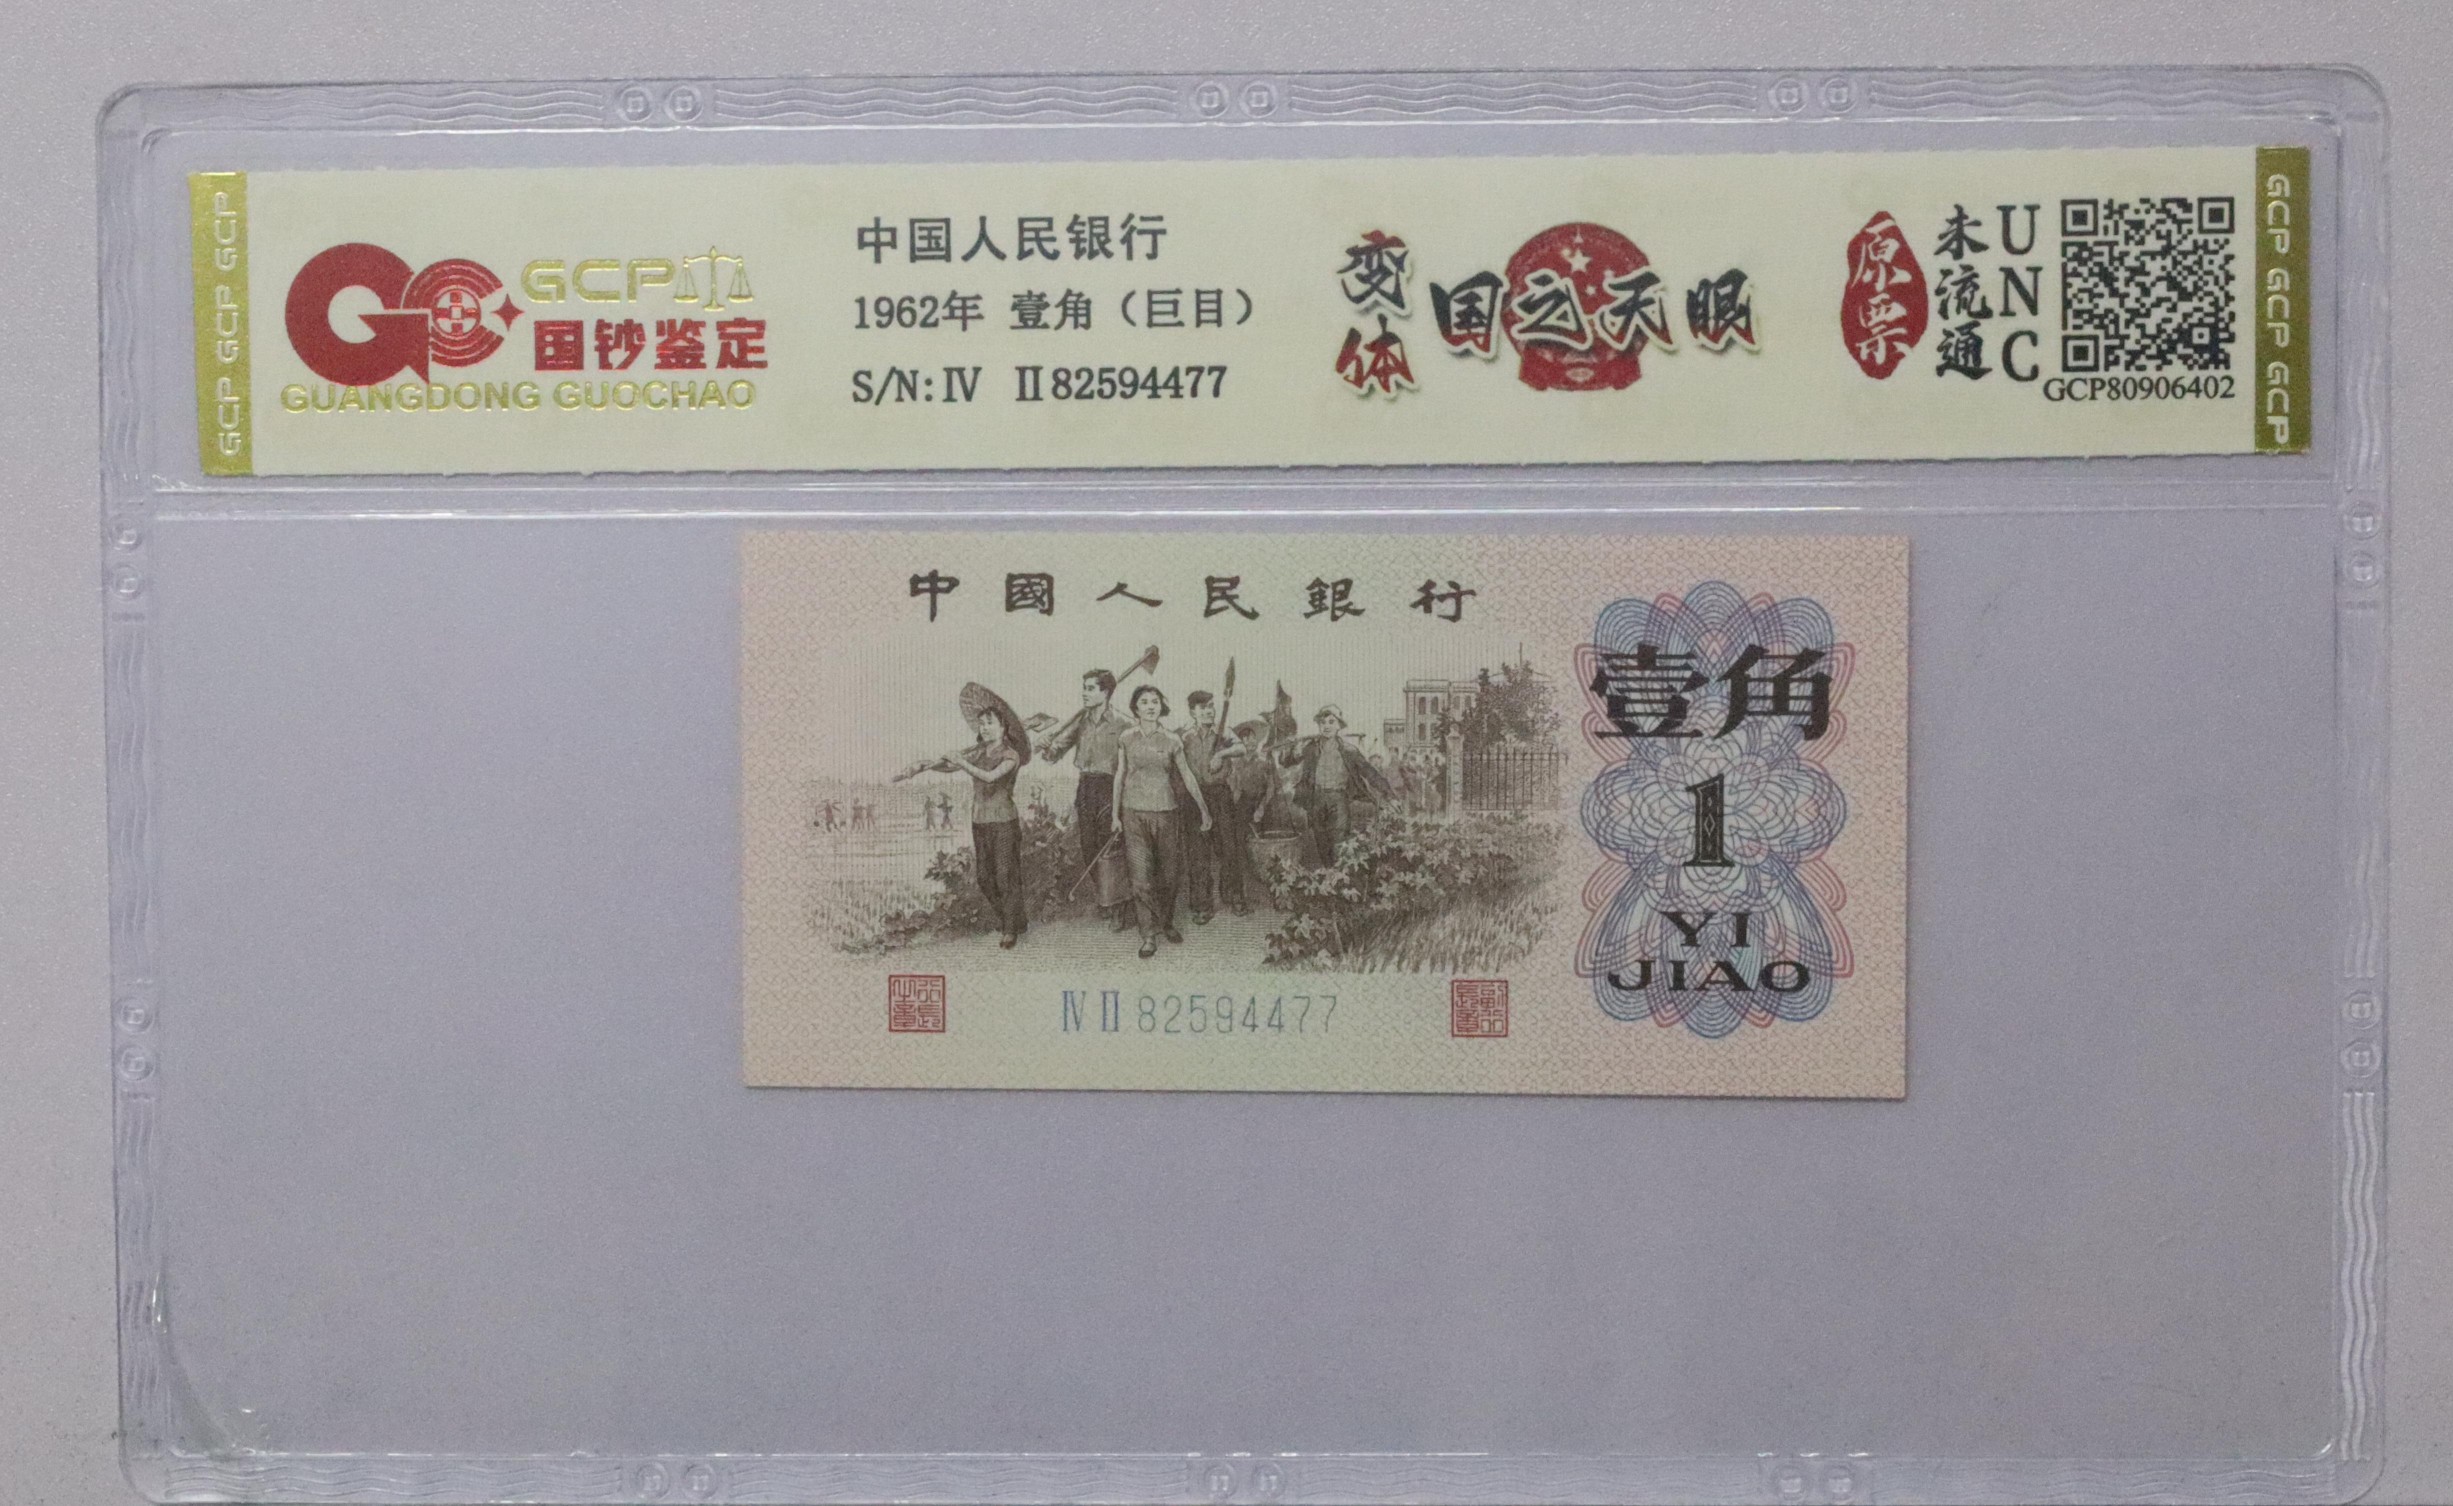 GCP GCP GCP
GCP
国钞鉴定
GUANGDONG GUOCHAO
中国人民银行
1962年 壹角（巨目）
S/N:Ⅳ Ⅱ82594477
变体
国之天眼
原票
未流通
UNC
GCP80906402
GCP GCP GCP
中國人民銀行
壹角
1
YI
JIAO
Ⅳ Ⅱ 82594477